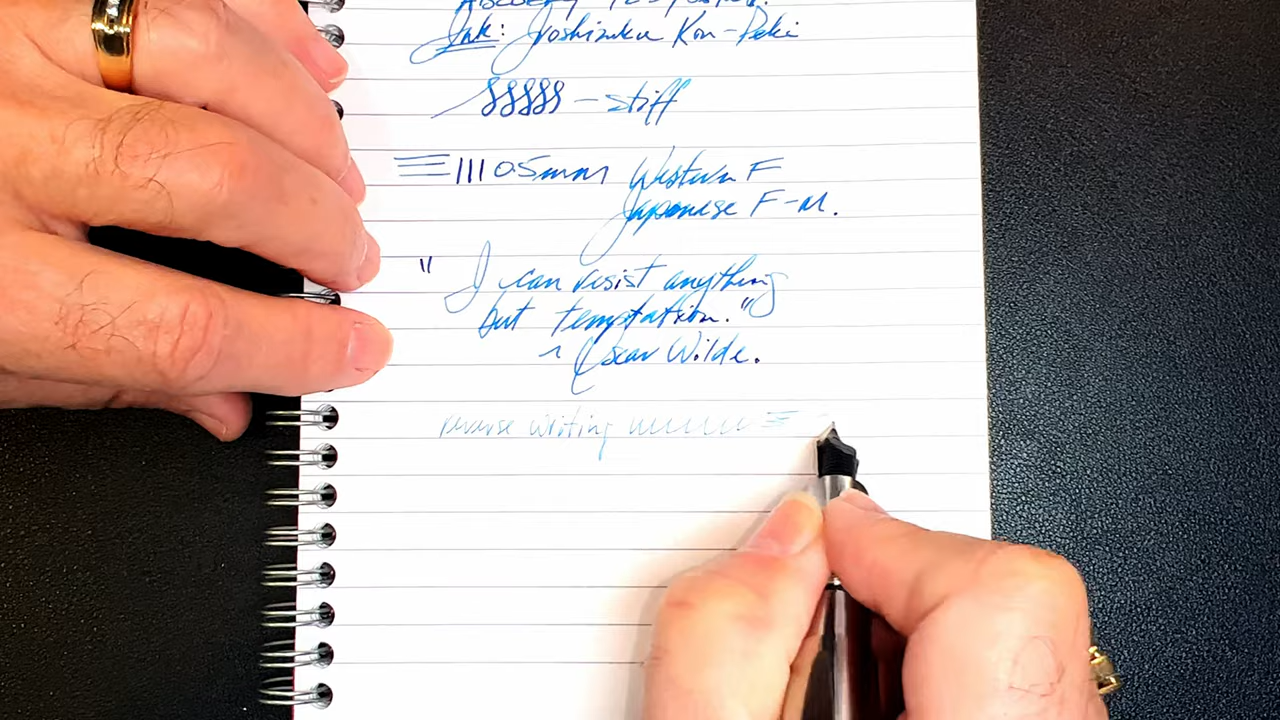 Ink: Yoshizuku Kon-Peki
- stiff
0.5mm Western F
Japanese F-M.
"I can resist anything
but temptation."
~ Oscar Wilde.
reverse writing